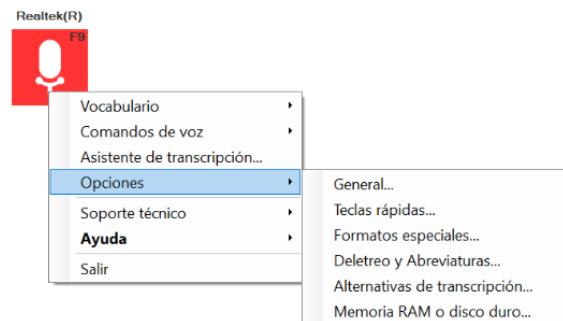 Realtek(R)
F9
Vocabulario
Comandos de voz
Asistente de transcripción...
Opciones
Soporte técnico
Ayuda
Salir
General...
Teclas rápidas...
Formatos especiales...
Deletreo y Abreviaturas...
Alternativas de transcripción...
Memoria RAM o disco duro...